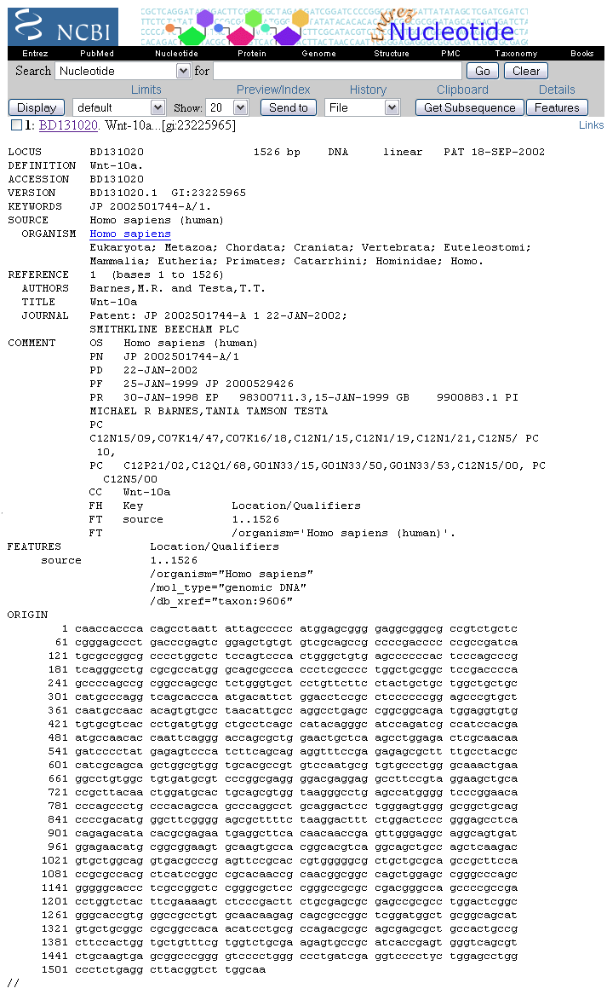 NCBI
Entrez Nucleotide
Entrez PubMed Nucleotide Protein Genome Structure PMC Taxonomy Books
Search Nucleotide for Go Clear
Limits Preview/Index History Clipboard Details
Display default Show: 20 Send to File Get Subsequence Features
1: BD131020. Wnt-10a...[gi:23225965] Links
LOCUS BD131020 1526 bp DNA linear PAT 18-SEP-2002
DEFINITION Wnt-10a.
ACCESSION BD131020
VERSION BD131020.1 GI:23225965
KEYWORDS JP 2002501744-A/1.
SOURCE Homo sapiens (human)
ORGANISM Homo sapiens
Eukaryota; Metazoa; Chordata; Craniata; Vertebrata; Euteleostomi;
Mammalia; Eutheria; Primates; Catarrhini; Hominidae; Homo.
REFERENCE 1 (bases 1 to 1526)
AUTHORS Barnes,M.R. and Testa,T.T.
TITLE Wnt-10a
JOURNAL Patent: JP 2002501744-A 1 22-JAN-2002;
SMITHKLINE BEECHAM PLC
COMMENT OS Homo sapiens (human)
PN JP 2002501744-A/1
PD 22-JAN-2002
PF 25-JAN-1999 JP 2000529426
PR 30-JAN-1998 EP 98300711.3,15-JAN-1999 GB 9900883.1 PI
MICHAEL R BARNES,TANIA TAMSON TESTA
PC
C12N15/09,C07K14/47,C07K16/18,C12N1/15,C12N1/19,C12N1/21,C12N5/ PC
10,
PC C12P21/02,C12Q1/68,G01N33/15,G01N33/50,G01N33/53,C12N15/00, PC
C12N5/00
CC Wnt-10a
FH Key Location/Qualifiers
FT source 1..1526
FT /organism='Homo sapiens (human)'.
FEATURES Location/Qualifiers
source 1..1526
/organism="Homo sapiens"
/mol_type="genomic DNA"
/db_xref="taxon:9606"
ORIGIN
1 caaccaccca cagcctaatt attagccccc atggagcggg gaggcgggcg ccgtctgctc
61 cgggagccct gacccgagtc ggagctgtgt gtcgcagccg ccccgacccc ccgccgatca
121 tgcgccggcg cccctggctc tccagtccca ctgggctgtg agccccccac tcccagcccg
181 tcagggcctg cgcgccatgg gcagcgccca ccctcgcccc tggctgcggc tccgacccca
241 gccccagccg cggccagcgc tctgggtgct cctgttcttc ctactgctgc tggctgctgc
301 catgcccagg tcagcaccca atgacattct ggacctccgc ctcccccgg agcccgtgct
361 caatgccaac acagtgtgcc taacattgcc aggcctgagc cggcggcaga tggaggtgtg
421 tgtgcgtcac cctgatgtgg ctgcctcagc catacagggc atccagatcg ccatccacga
481 atgccaacac caattcaggg accagcgctg gaactgctca agcctggaga ctcgcaacaa
541 gatcccctat gagagtccca tcttcagcag aggtttccga gagagcgctt ttgcctacgc
601 catcgcagca gctggcgtgg tgcacgccgt gtccaatgcg tgtgccctgg gcaaactgaa
661 ggcctgtggc tgtgatgcgt cccggcgagg ggacgaggag gccttccgta ggaagctgca
721 ccgcttacaa ctggatgcac tgcagcgtgg taagggcctg agccatgggg tcccggaaca
781 cccagccctg cccacagcca gcccaggcct gcaggactcc tgggagtggg gcggctgcag
841 ccccgacatg ggcttcgggg agcgcttttc taaggacttt ctggactccc gggagcctca
901 cagagacata cacgcgagaa tgaggcttca caacaaccga gttgggaggc aggcagtgat
961 ggagaacatg cggcggaagt gcaagtgcca cggcacgtca ggcagctgcc agctcaagac
1021 gtgctggcag gtgacgcccg agttccgcac cgtgggggcg ctgctgcgca gccgcttcca
1081 ccgcgccacg ctcatccggc cgcacaaccg caacggcggc cagctggagc cgggcccagc
1141 gggggcaccc tcgccggctc cgggcgctcc cgggccgcgc cgacgggcca gccccgccga
1201 cctggtctac ttcgaaaagt ctcccgactt ctgcgagcgc gagccgcgcc tggactcggc
1261 gggcaccgtg ggccgcctgt gcaacaagag cagcgccggc tcggatggct gcggcagcat
1321 gtgctgcggc cgcggccaca acatcctgcg ccagacgcgc agcgagcgct gccactgccg
1381 cttccactgg tgctgtttcg tggtctgcga agagtgccgc atcaccgagt gggtcagcgt
1441 ctgcaagtga gcggcccggg gtcccctggg ccctgatcga ggtcccctyc tggagcctgg
1501 ccctctgagg cttacggtct tggcaa
//